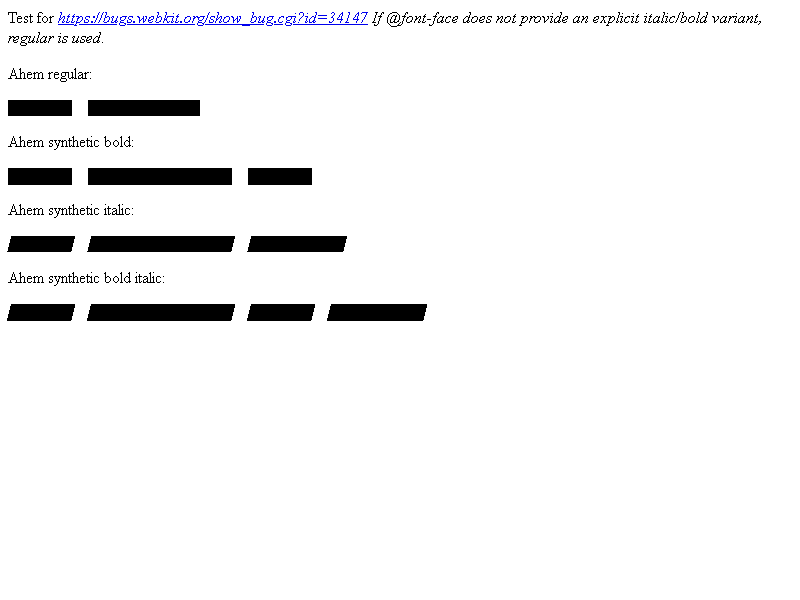 Test for https://bugs.webkit.org/show_bug.cgi?id=34147 If @font-face does not provide an explicit italic/bold variant,
regular is used.
Ahem regular:
Ahem synthetic bold:
Ahem synthetic italic:
Ahem synthetic bold italic: